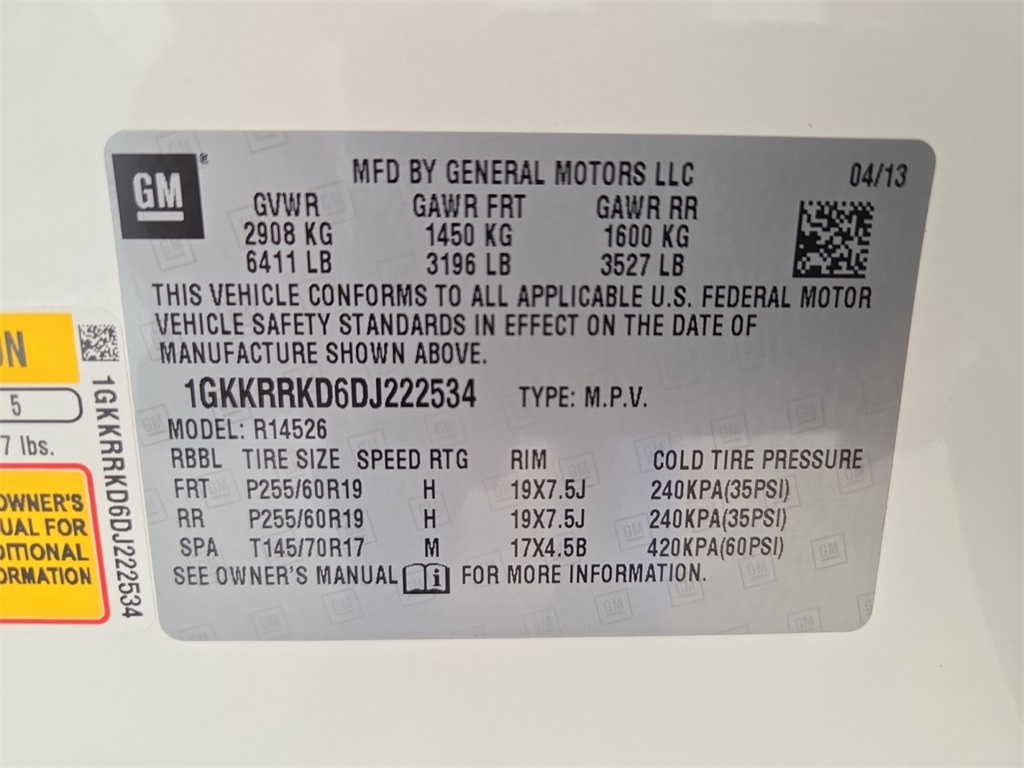 GM
MFD BY GENERAL MOTORS LLC 04/13
GVWR GAWR FRT GAWR RR
2908 KG 1450 KG 1600 KG
6411 LB 3196 LB 3527 LB
THIS VEHICLE CONFORMS TO ALL APPLICABLE U.S. FEDERAL MOTOR
VEHICLE SAFETY STANDARDS IN EFFECT ON THE DATE OF
MANUFACTURE SHOWN ABOVE.
1GKKRRKD6DJ222534 TYPE: M.P.V.
MODEL: R14526
RBBL TIRE SIZE SPEED RTG RIM COLD TIRE PRESSURE
FRT P255/60R19 H 19X7.5J 240KPA(35PSI)
RR P255/60R19 H 19X7.5J 240KPA(35PSI)
SPA T145/70R17 M 17X4.5B 420KPA(60PSI)
SEE OWNER'S MANUAL i FOR MORE INFORMATION.
ON
5
7 lbs.
OWNER'S
UAL FOR
DITIONAL
ORMATION
1GKKRRKD6DJ222534